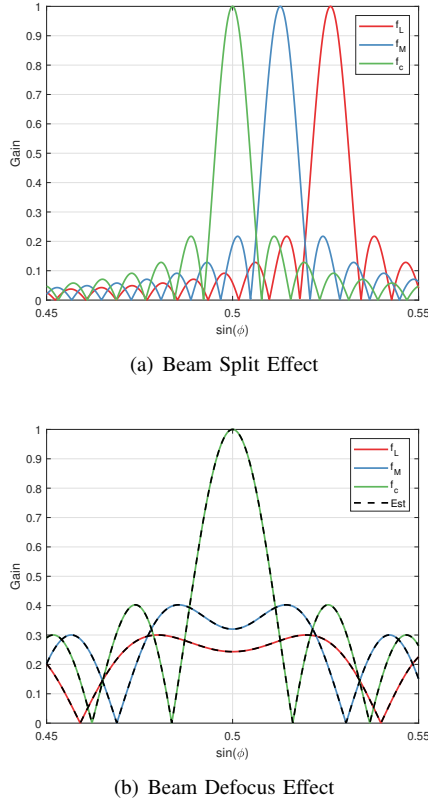 1
0.9
0.8
0.7
0.6
0.5
0.4
0.3
0.2
0.1
0
Gain
0.45
0.5
0.55
sin(ϕ)
f_L
f_M
f_c
(a) Beam Split Effect
1
0.9
0.8
0.7
0.6
0.5
0.4
0.3
0.2
0.1
0
Gain
0.45
0.5
0.55
sin(ϕ)
f_L
f_M
f_c
Est
(b) Beam Defocus Effect